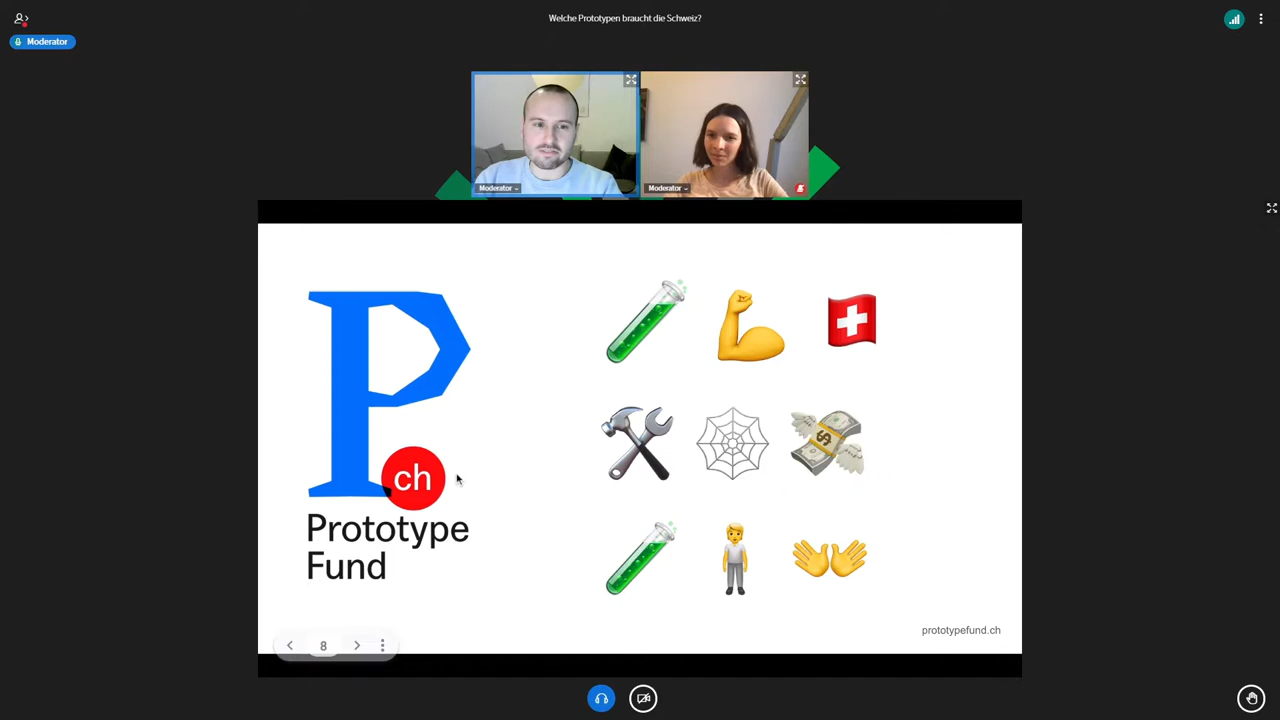 Welche Prototypen braucht die Schweiz?
Moderator
Moderator
Moderator
ch
Prototype
Fund
prototypefund.ch
8